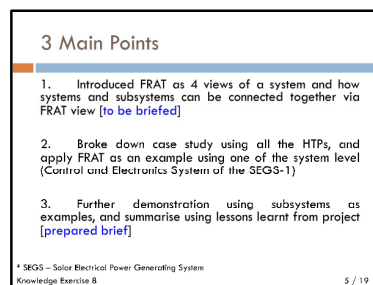 3 Main Points
1. Introduced FRAT as 4 views of a system and how
systems and subsystems can be connected together via
FRAT view [to be briefed]
2. Broke down case study using all the HTPs, and
apply FRAT as an example using one of the system level
(Control and Electronics System of the SEGS-1)
3. Further demonstration using subsystems as
examples, and summarise using lessons learnt from project
[prepared brief]
* SEGS – Solar Electrical Power Generating System
Knowledge Exercise 8
5 / 19